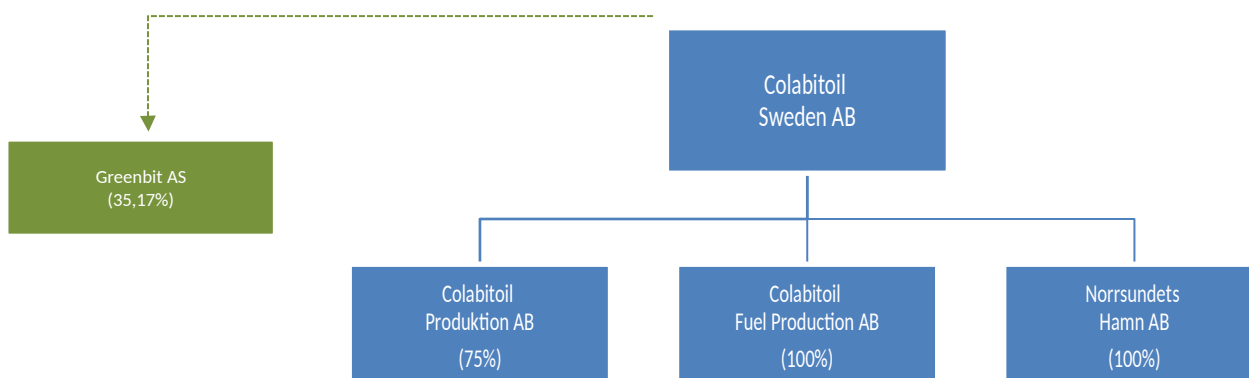 Colabitoil
Sweden AB
Greenbit AS
(35,17%)
Colabitoil
Produktion AB
(75%)
Colabitoil
Fuel Production AB
(100%)
Norrsundets
Hamn AB
(100%)